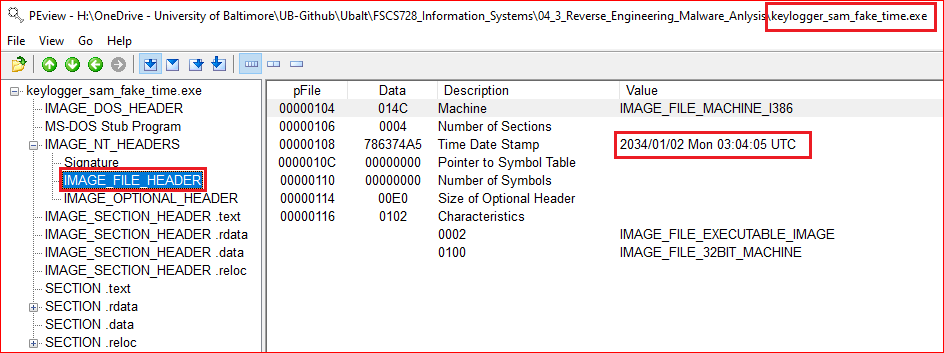 PEview - H:\OneDrive - University of Baltimore\UB-Github\Ubalt\FSCS728_Information_Systems\04_3_Reverse_Engineering_Malware_Anlysis\keylogger_sam_fake_time.exe
File View Go Help
keylogger_sam_fake_time.exe
IMAGE_DOS_HEADER
MS-DOS Stub Program
IMAGE_NT_HEADERS
Signature
IMAGE_FILE_HEADER
IMAGE_OPTIONAL_HEADER
IMAGE_SECTION_HEADER .text
IMAGE_SECTION_HEADER .rdata
IMAGE_SECTION_HEADER .data
IMAGE_SECTION_HEADER .reloc
SECTION .text
SECTION .rdata
SECTION .data
SECTION .reloc
pFile Data Description Value
00000104 014C Machine IMAGE_FILE_MACHINE_I386
00000106 0004 Number of Sections
00000108 786374A5 Time Date Stamp 2034/01/02 Mon 03:04:05 UTC
0000010C 00000000 Pointer to Symbol Table
00000110 00000000 Number of Symbols
00000114 00E0 Size of Optional Header
00000116 0102 Characteristics
0002 IMAGE_FILE_EXECUTABLE_IMAGE
0100 IMAGE_FILE_32BIT_MACHINE